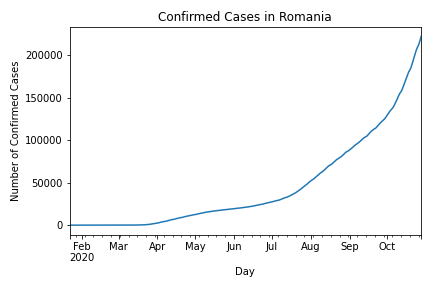 Confirmed Cases in Romania
Number of Confirmed Cases
200000
150000
100000
50000
0
Feb Mar Apr May Jun Jul Aug Sep Oct
2020
Day